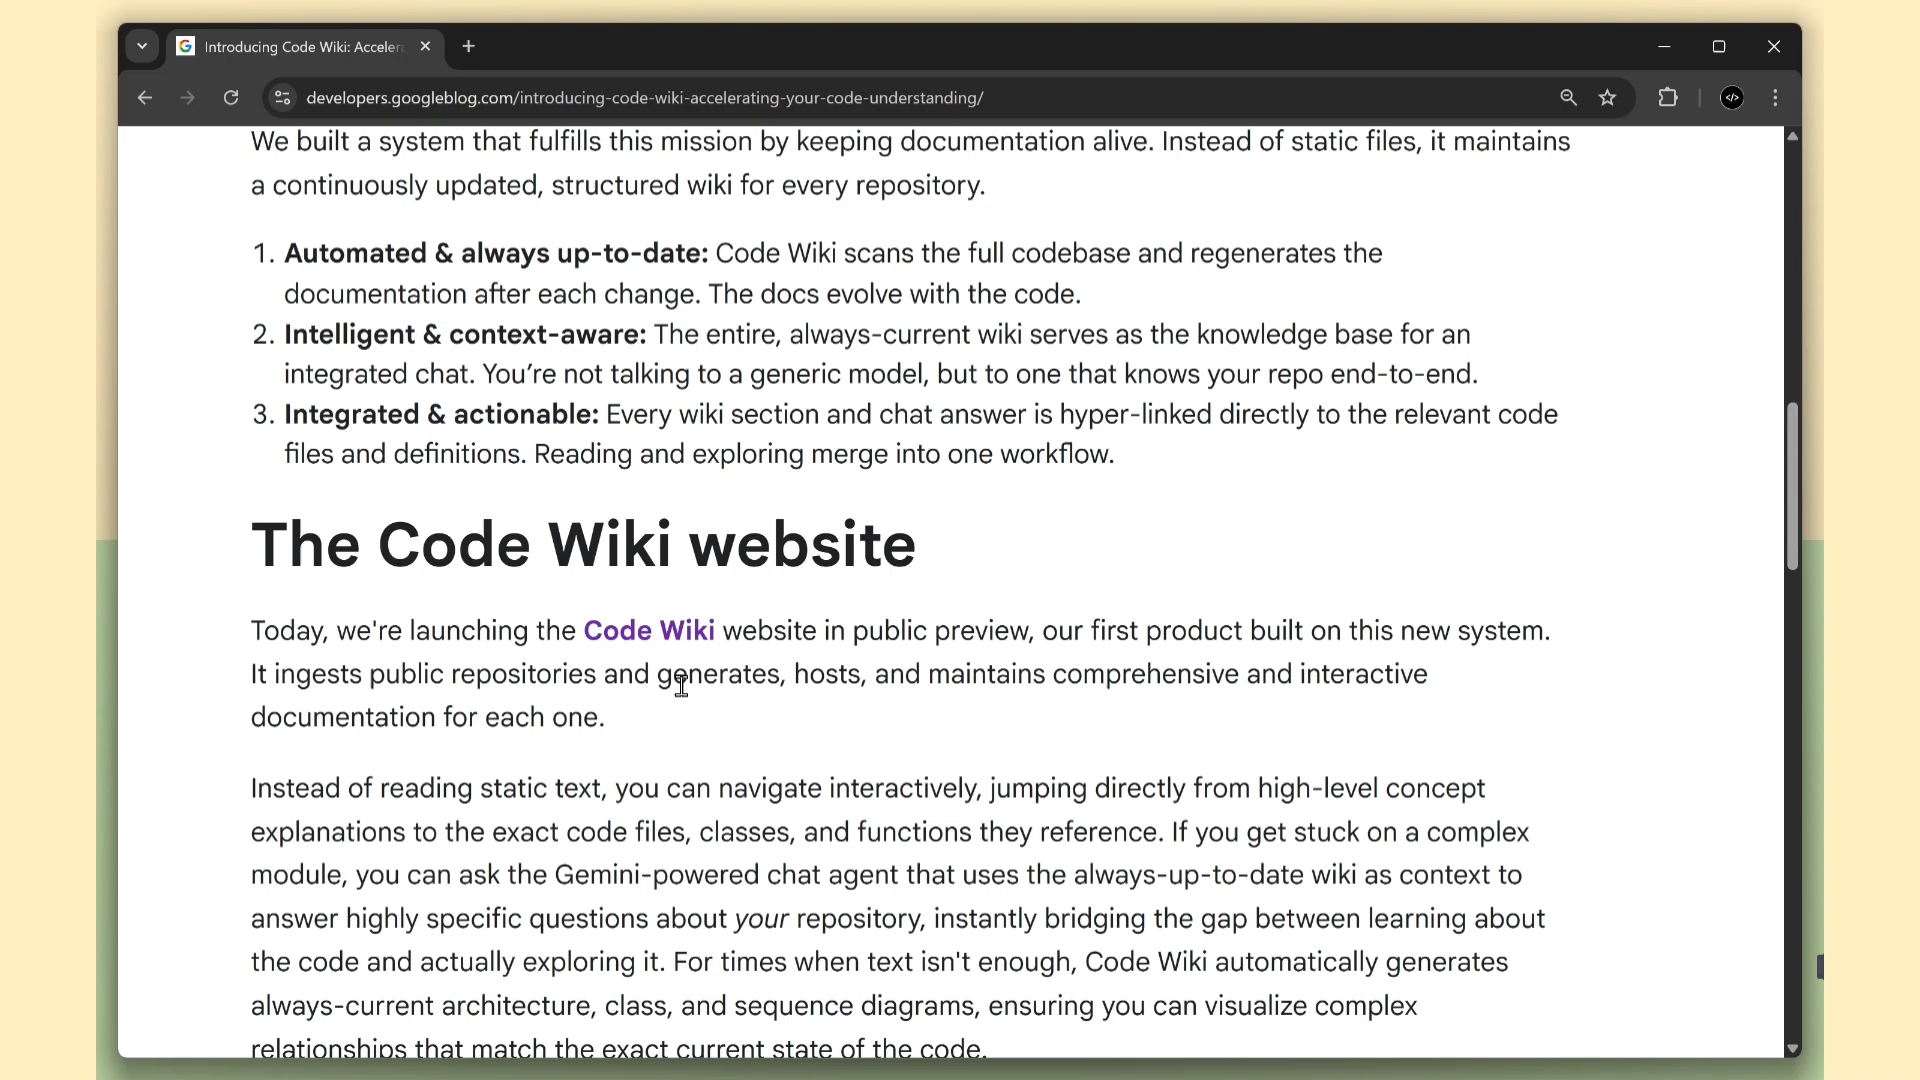 Introducing Code Wiki: Acceler
developers.googleblog.com/introducing-code-wiki-accelerating-your-code-understanding/
We built a system that fulfills this mission by keeping documentation alive. Instead of static files, it maintains
a continuously updated, structured wiki for every repository.
1. Automated & always up-to-date: Code Wiki scans the full codebase and regenerates the
documentation after each change. The docs evolve with the code.
2. Intelligent & context-aware: The entire, always-current wiki serves as the knowledge base for an
integrated chat. You’re not talking to a generic model, but to one that knows your repo end-to-end.
3. Integrated & actionable: Every wiki section and chat answer is hyper-linked directly to the relevant code
files and definitions. Reading and exploring merge into one workflow.
The Code Wiki website
Today, we're launching the Code Wiki website in public preview, our first product built on this new system.
It ingests public repositories and generates, hosts, and maintains comprehensive and interactive
documentation for each one.
Instead of reading static text, you can navigate interactively, jumping directly from high-level concept
explanations to the exact code files, classes, and functions they reference. If you get stuck on a complex
module, you can ask the Gemini-powered chat agent that uses the always-up-to-date wiki as context to
answer highly specific questions about your repository, instantly bridging the gap between learning about
the code and actually exploring it. For times when text isn't enough, Code Wiki automatically generates
always-current architecture, class, and sequence diagrams, ensuring you can visualize complex
relationships that match the exact current state of the code.